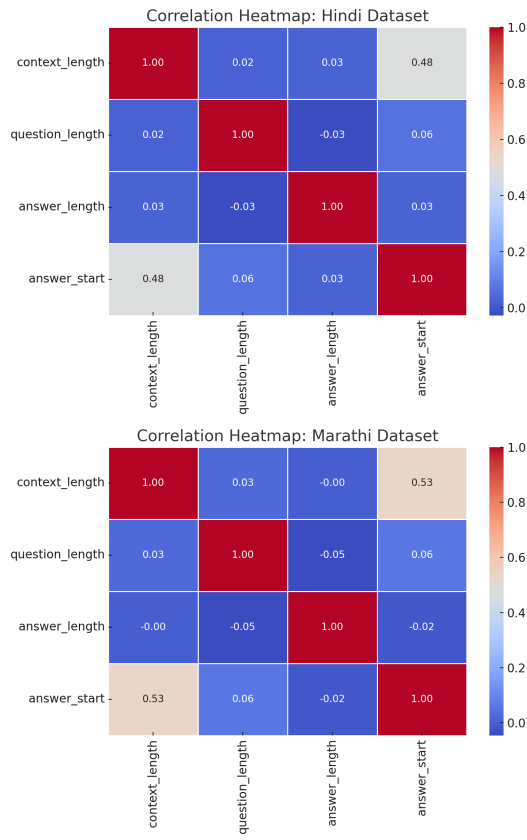 Correlation Heatmap: Hindi Dataset
context_length 1.00 0.02 0.03 0.48
question_length 0.02 1.00 -0.03 0.06
answer_length 0.03 -0.03 1.00 0.03
answer_start 0.48 0.06 0.03 1.00
context_length question_length answer_length answer_start
1.0
0.8
0.6
0.4
0.2
0.0
Correlation Heatmap: Marathi Dataset
context_length 1.00 0.03 -0.00 0.53
question_length 0.03 1.00 -0.05 0.06
answer_length -0.00 -0.05 1.00 -0.02
answer_start 0.53 0.06 -0.02 1.00
context_length question_length answer_length answer_start
1.0
0.8
0.6
0.4
0.2
0.0